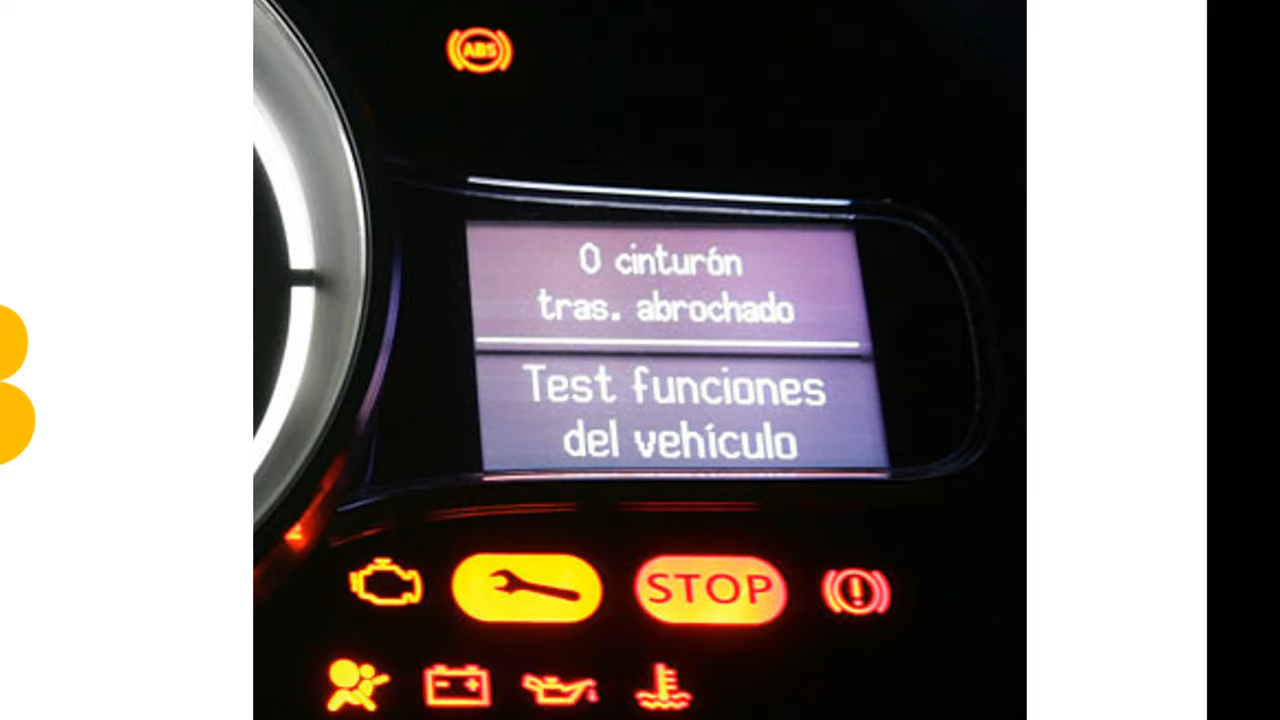 ABS
0 cinturón
tras. abrochado
Test funciones
del vehículo
STOP